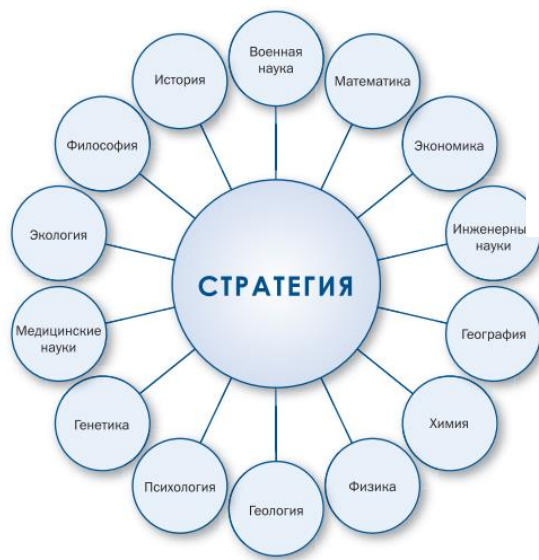 Военная
наука
Математика
Экономика
Инженерны
науки
География
Химия
Физика
Геология
Психология
Генетика
Медицинские
науки
Экология
Философия
История
СТРАТЕГИЯ